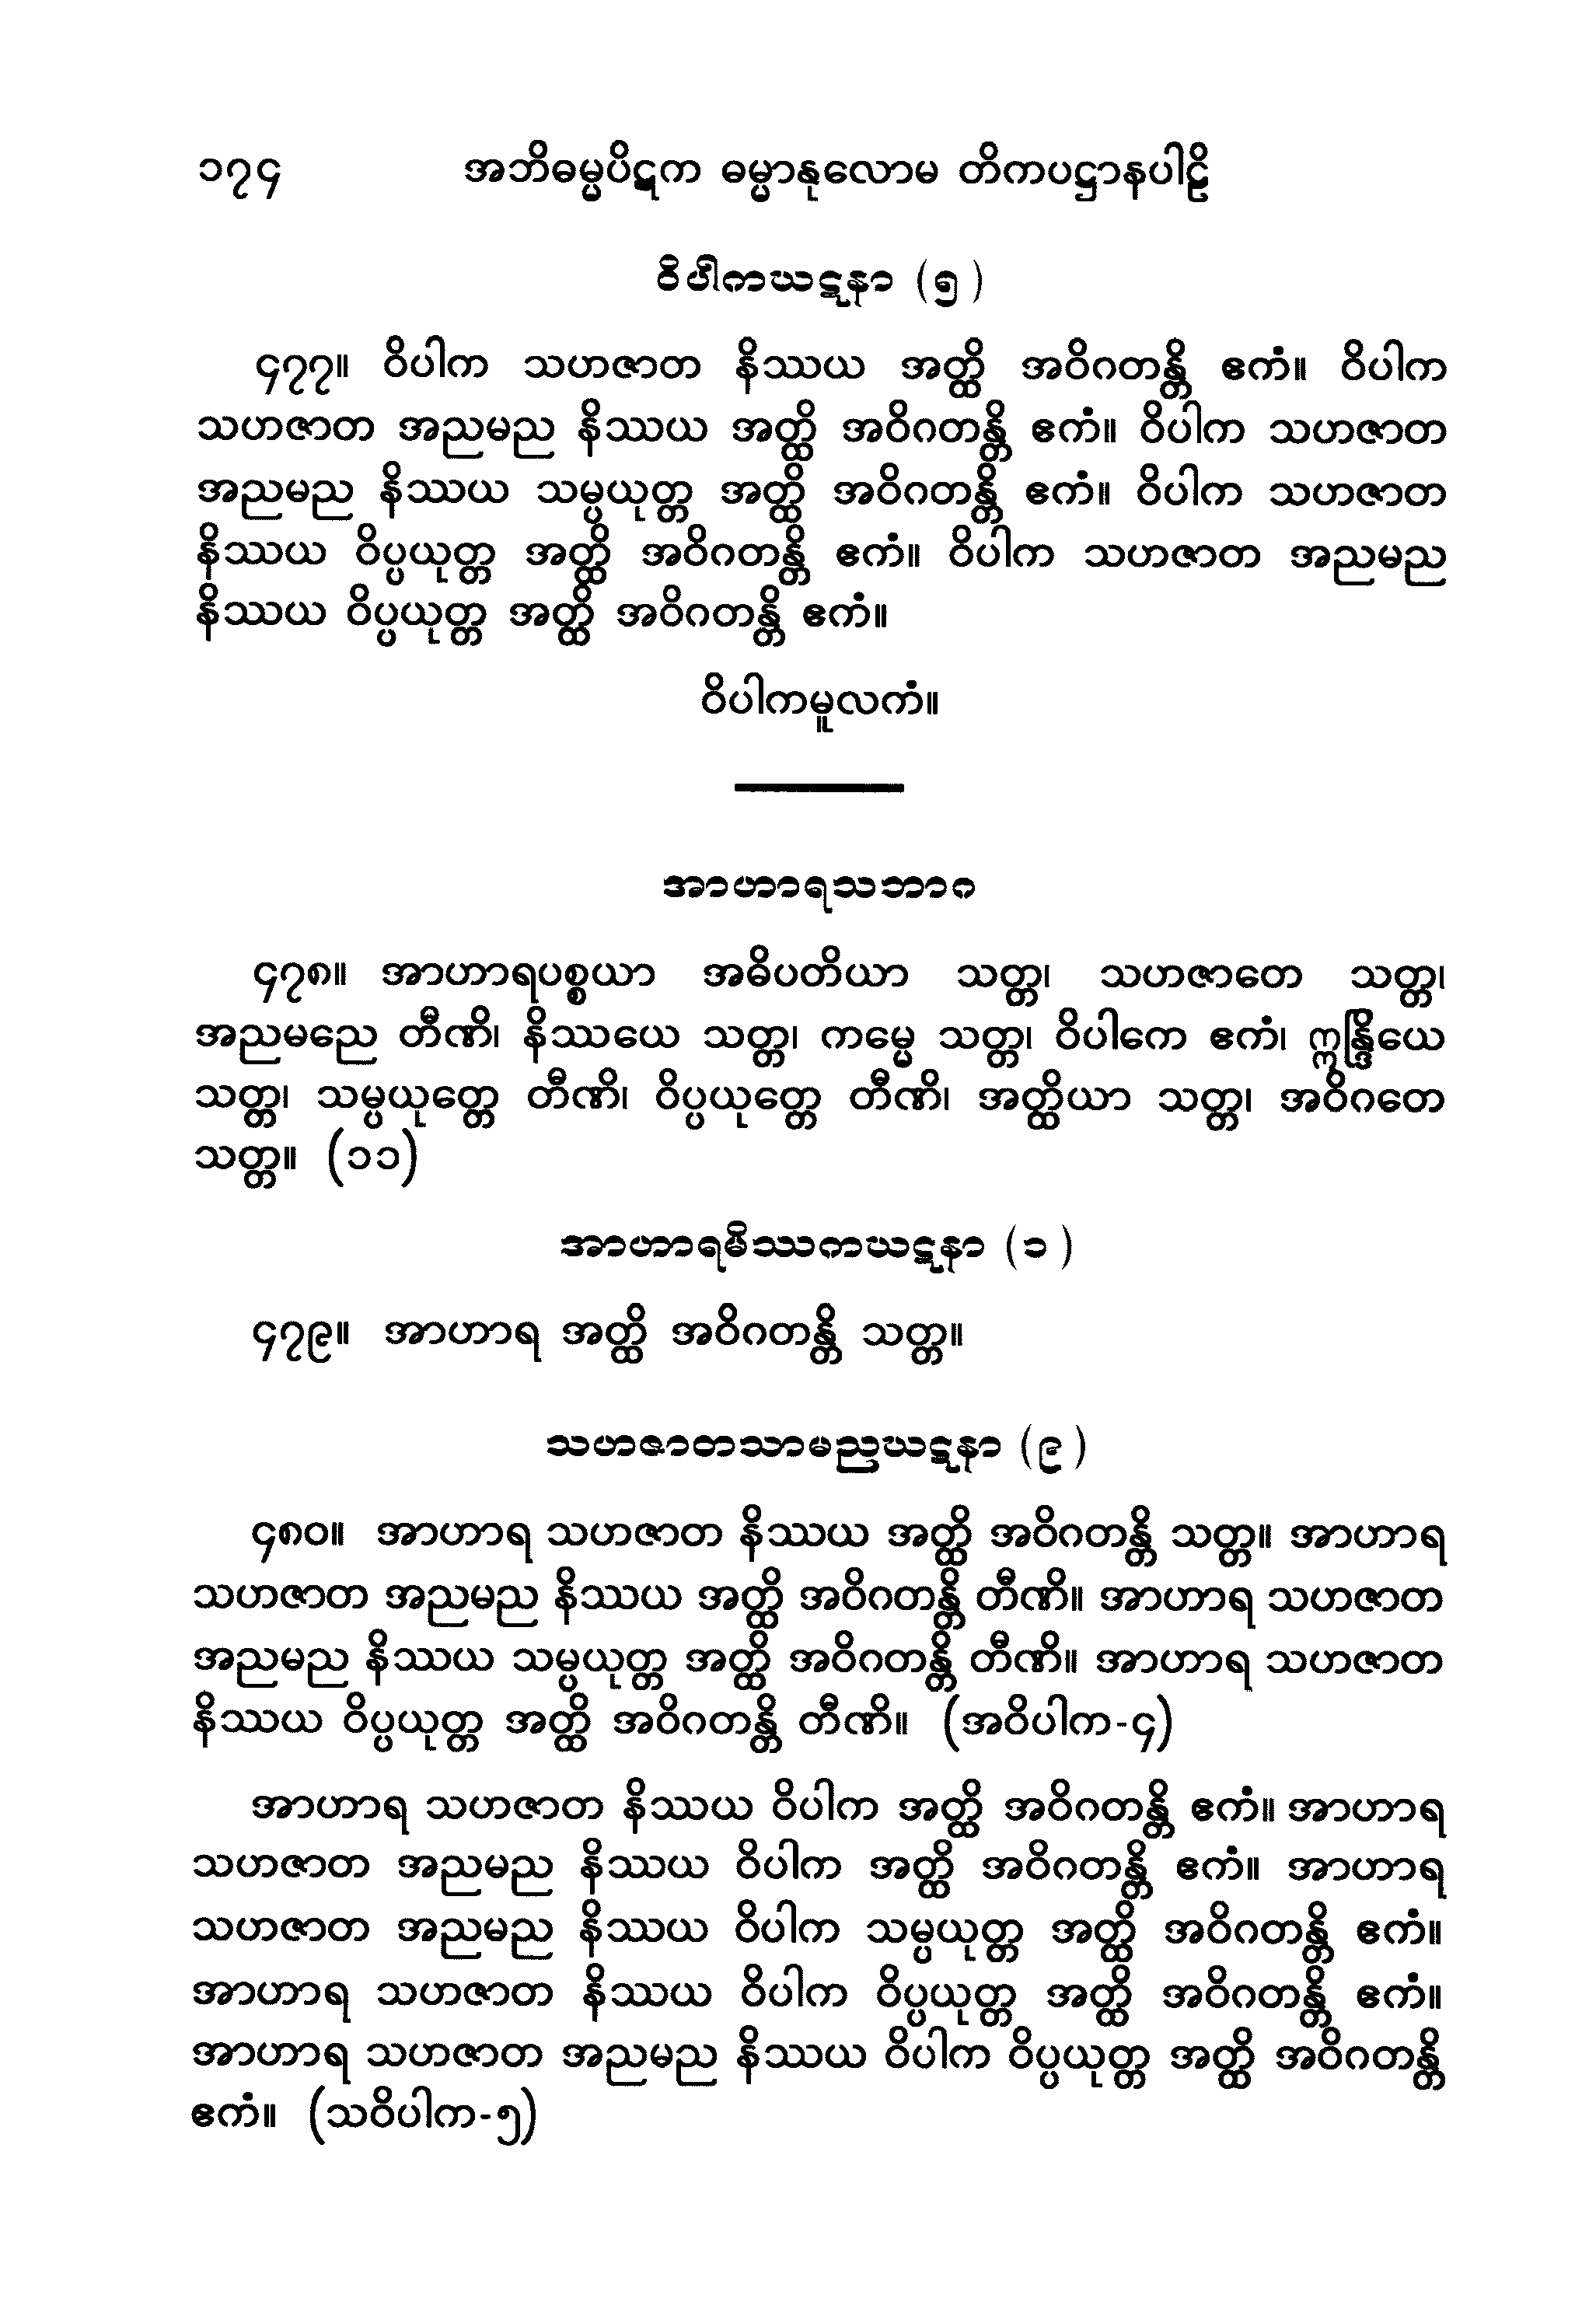 ၁၇၄ အဘိဓမ္မပိဋက ဓမ္မာနုလောမ တိကပဋ္ဌာနပါဠိ
ဝိပါကဃဋနာ (၅)
၄၇၇။ ဝိပါက သဟဇာတ နိဿယ အတ္ထိ အဝိဂတန္တိ ဧကံ။ ဝိပါက
သဟဇာတ အညမည နိဿယ အတ္ထိ အဝိဂတန္တိ ဧကံ။ ဝိပါက သဟဇာတ
အညမည နိဿယ သမ္ပယုတ္တ အတ္ထိ အဝိဂတန္တိ ဧကံ။ ဝိပါက သဟဇာတ
နိဿယ ဝိပ္ပယုတ္တ အတ္ထိ အဝိဂတန္တိ ဧကံ။ ဝိပါက သဟဇာတ အညမည
နိဿယ ဝိပ္ပယုတ္တ အတ္ထိ အဝိဂတန္တိ ဧကံ။
ဝိပါကမူလကံ။
အာဟာရသဘာဂ
၄၇၈။ အာဟာရပစ္စယာ အဓိပတိယာ သတ္တ၊ သဟဇာတေ သတ္တ၊
အညမညေ တီဏိ၊ နိဿယေ သတ္တ၊ ကမ္မေ သတ္တ၊ ဝိပါကေ ဧကံ၊ ဣန္ဒြိယေ
သတ္တ၊ သမ္ပယုတ္တေ တီဏိ၊ ဝိပ္ပယုတ္တေ တီဏိ၊ အတ္ထိယာ သတ္တ၊ အဝိဂတေ
သတ္တ။ (၁၁)
အာဟာရမိဿကဃဋနာ (၁)
၄၇၉။ အာဟာရ အတ္ထိ အဝိဂတန္တိ သတ္တ။
သဟဇာတသာမညဃဋနာ (၉)
၄၈၀။ အာဟာရ သဟဇာတ နိဿယ အတ္ထိ အဝိဂတန္တိ သတ္တ။ အာဟာရ
သဟဇာတ အညမည နိဿယ အတ္ထိ အဝိဂတန္တိ တီဏိ။ အာဟာရ သဟဇာတ
အညမည နိဿယ သမ္ပယုတ္တ အတ္ထိ အဝိဂတန္တိ တီဏိ။ အာဟာရ သဟဇာတ
နိဿယ ဝိပ္ပယုတ္တ အတ္ထိ အဝိဂတန္တိ တီဏိ။ (အဝိပါက-၄)
အာဟာရ သဟဇာတ နိဿယ ဝိပါက အတ္ထိ အဝိဂတန္တိ ဧကံ။ အာဟာရ
သဟဇာတ အညမည နိဿယ ဝိပါက အတ္ထိ အဝိဂတန္တိ ဧကံ။ အာဟာရ
သဟဇာတ အညမည နိဿယ ဝိပါက သမ္ပယုတ္တ အတ္ထိ အဝိဂတန္တိ ဧကံ။
အာဟာရ သဟဇာတ နိဿယ ဝိပါက ဝိပ္ပယုတ္တ အတ္ထိ အဝိဂတန္တိ ဧကံ။
အာဟာရ သဟဇာတ အညမည နိဿယ ဝိပါက ဝိပ္ပယုတ္တ အတ္ထိ အဝိဂတန္တိ
ဧကံ။ (သဝိပါက-၅)